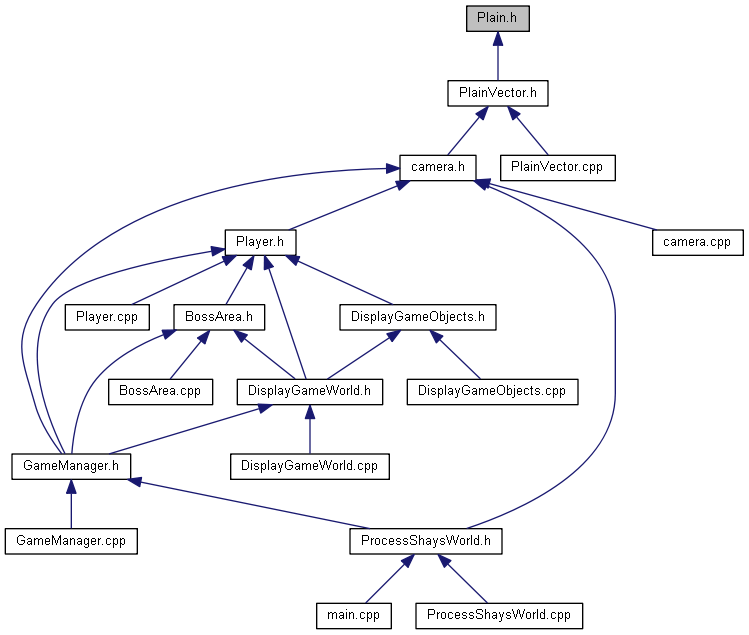 Plain.h
PlainVector.h
camera.h
PlainVector.cpp
Player.h
camera.cpp
Player.cpp
BossArea.h
DisplayGameObjects.h
BossArea.cpp
DisplayGameWorld.h
DisplayGameObjects.cpp
GameManager.h
DisplayGameWorld.cpp
GameManager.cpp
ProcessShaysWorld.h
main.cpp
ProcessShaysWorld.cpp